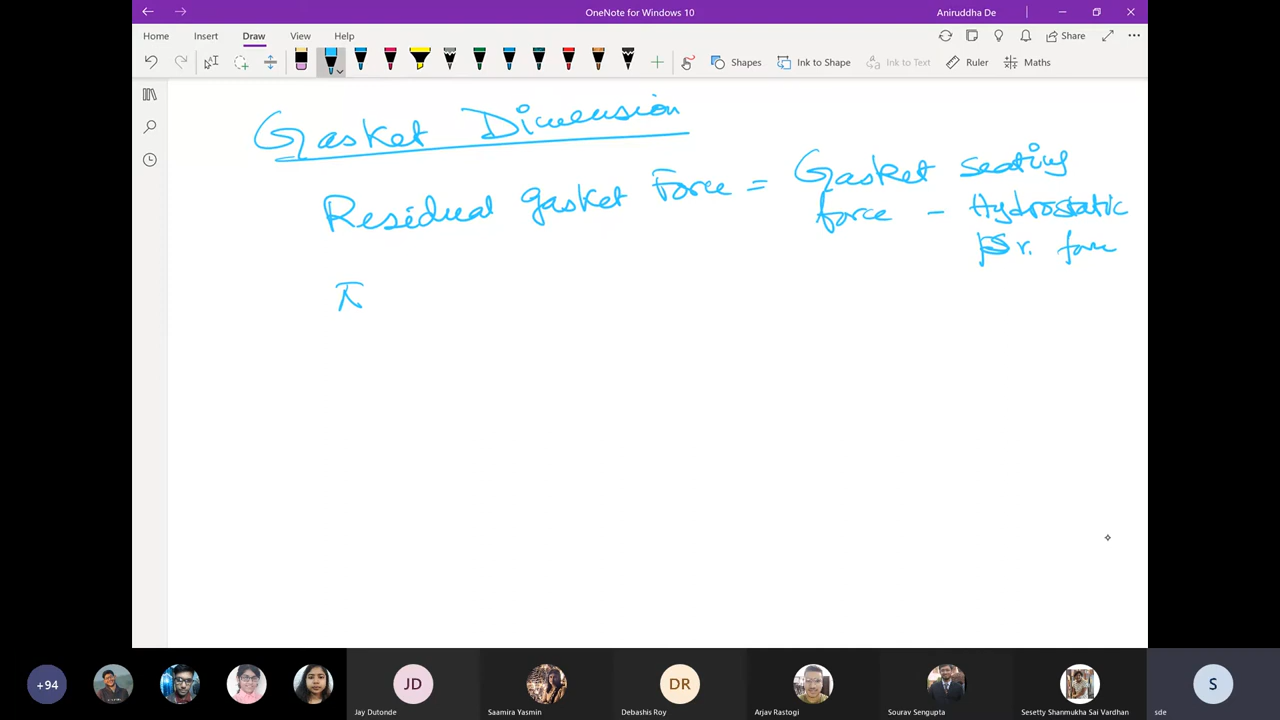 OneNote for Windows 10
Aniruddha De
Home Insert Draw View Help
Share
Shapes Ink to Shape Ink to Text Ruler Maths
Gasket Dimension
Residual gasket Force = Gasket seating
force - Hydrostatic
pr. force
π
+94
JD DR S
Jay Dutonde Saamira Yasmin Debashis Roy Arjav Rastogi Sourav Sengupta Sesetty Shanmukha Sai Vardhan sde